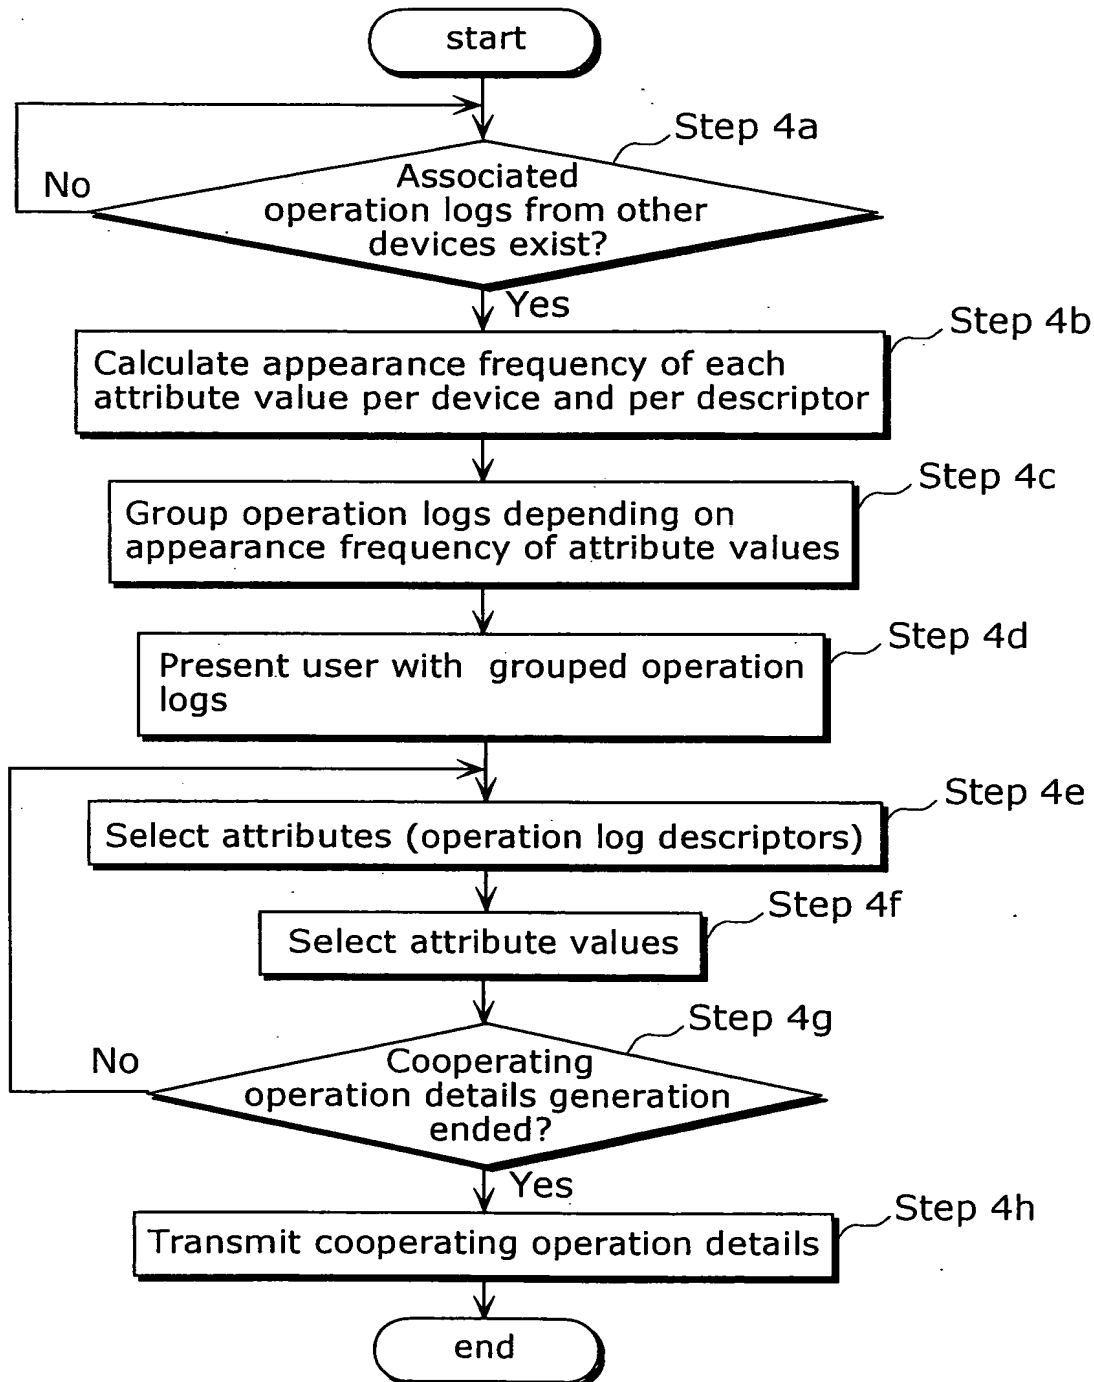 start
Step 4a
No
Associated
operation logs from other
devices exist?
Yes
Step 4b
Calculate appearance frequency of each
attribute value per device and per descriptor
Step 4c
Group operation logs depending on
appearance frequency of attribute values
Step 4d
Present user with grouped operation
logs
Step 4e
Select attributes (operation log descriptors)
Step 4f
Select attribute values
Step 4g
No
Cooperating
operation details generation
ended?
Yes
Step 4h
Transmit cooperating operation details
end